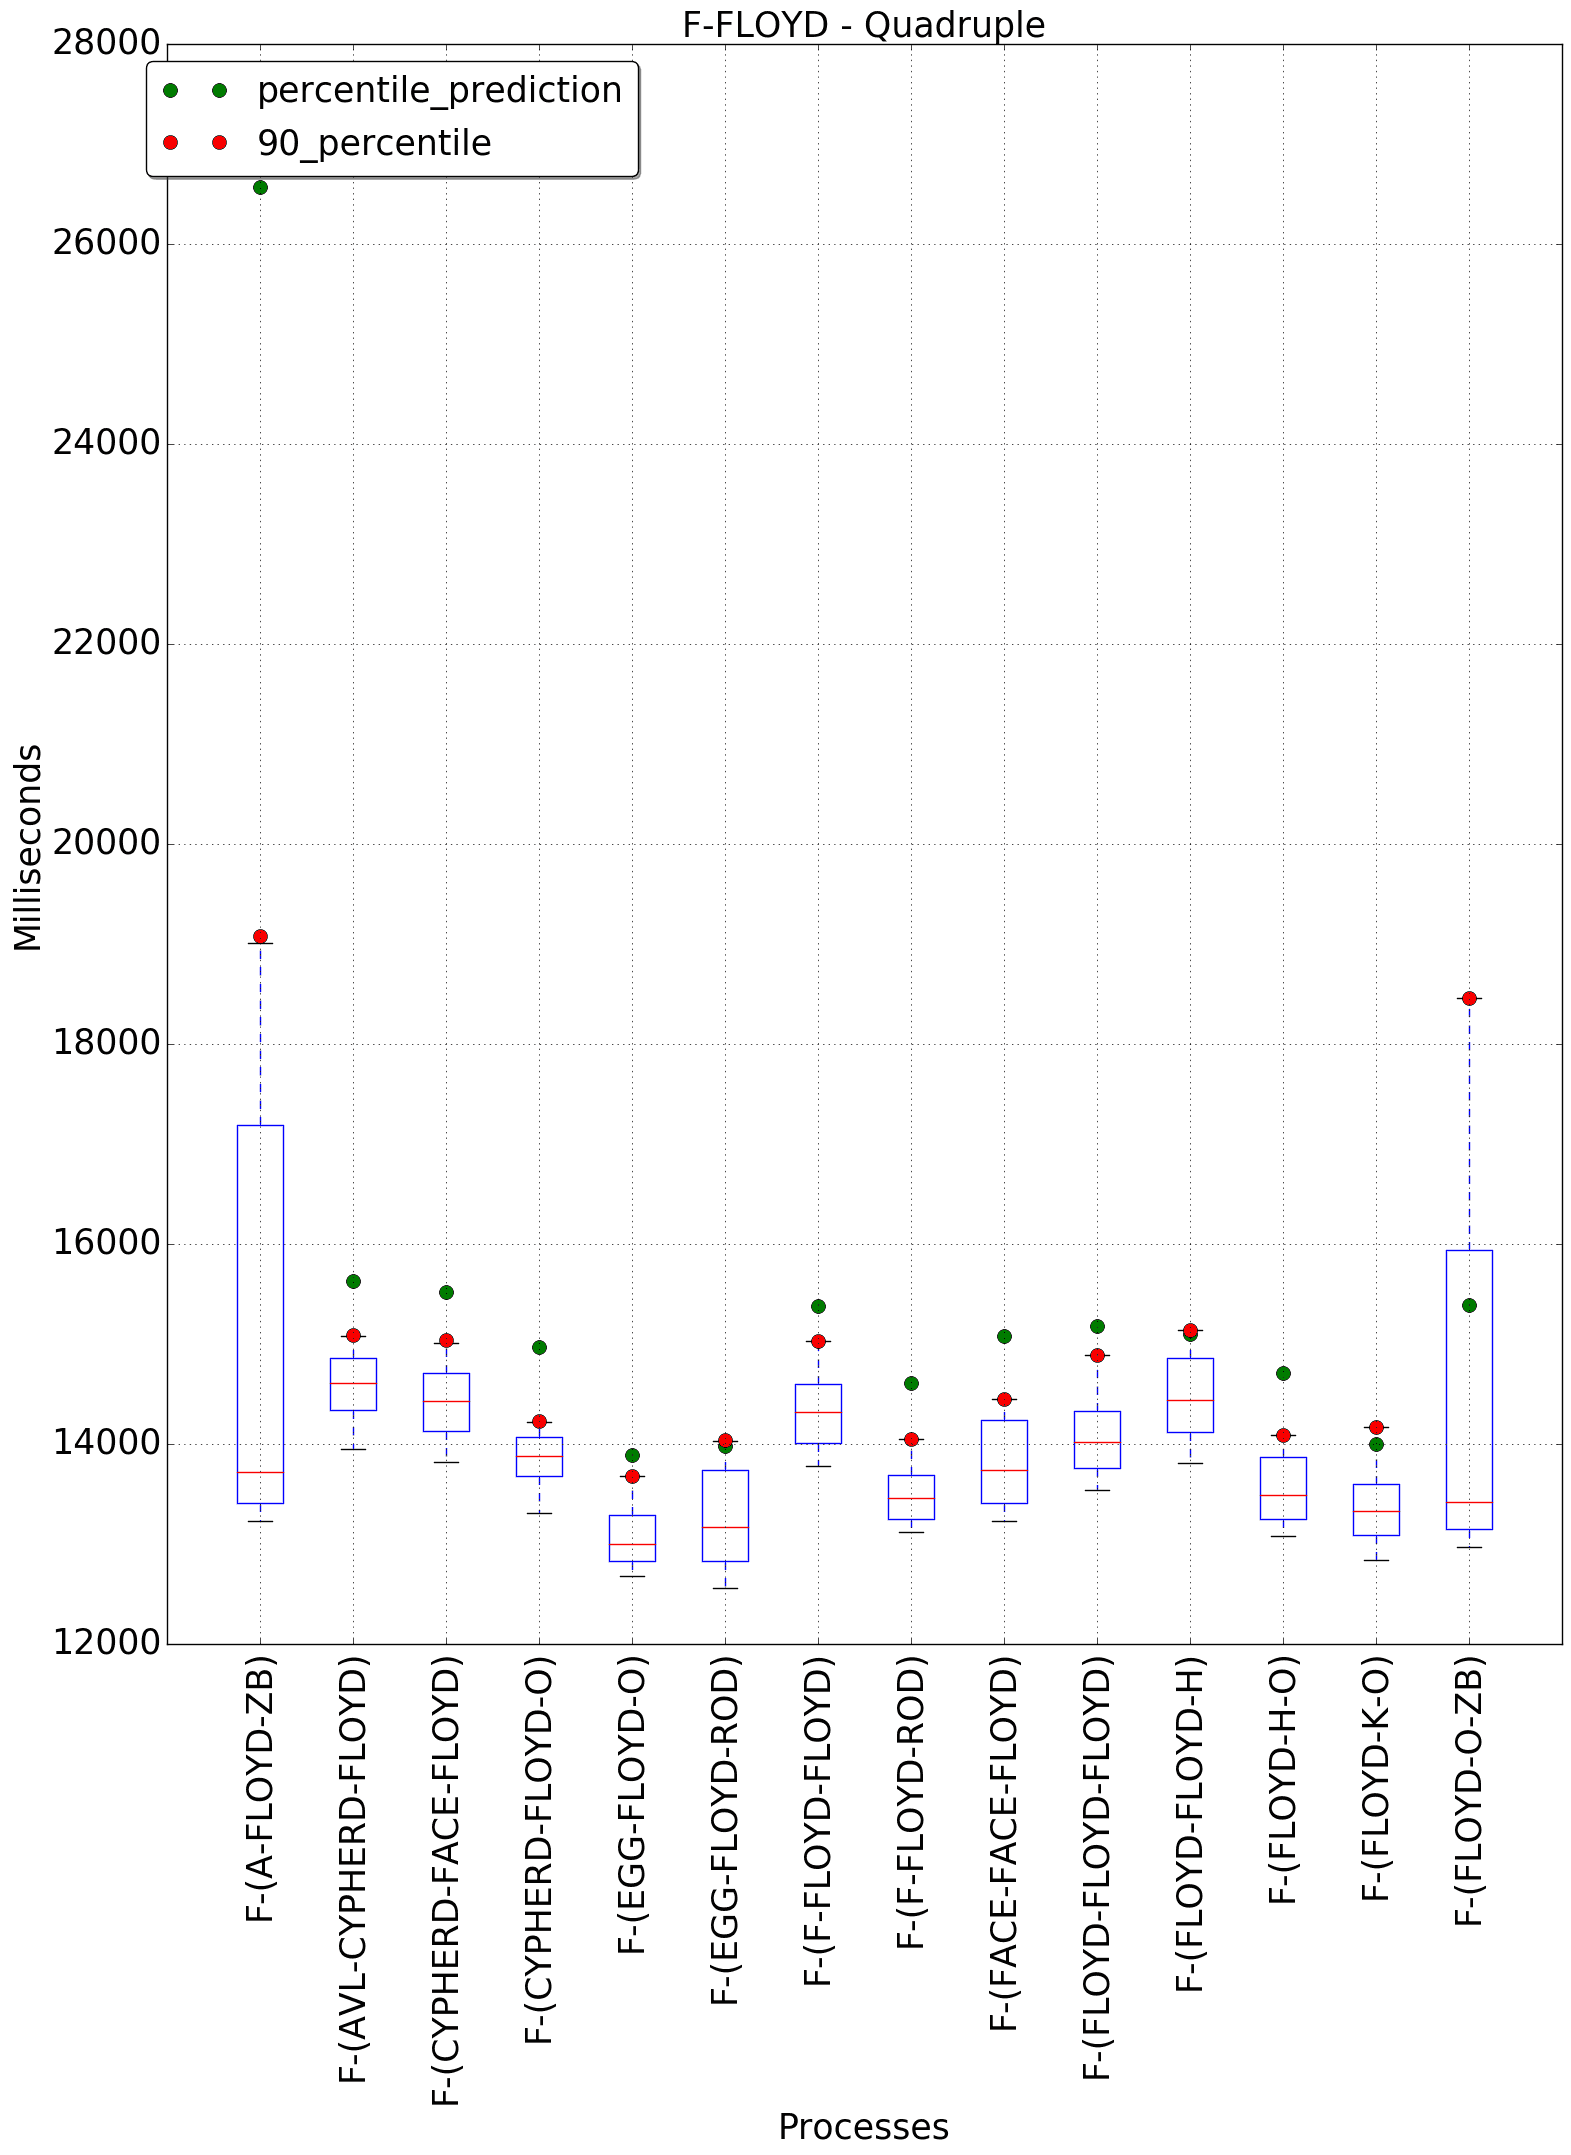 F-FLOYD - Quadruple
percentile_prediction
90_percentile
28000
26000
24000
22000
20000
18000
16000
14000
12000
Milliseconds
F-(A-FLOYD-ZB)
F-(AVL-CYPHERD-FLOYD)
F-(CYPHERD-FACE-FLOYD)
F-(CYPHERD-FLOYD-O)
F-(EGG-FLOYD-O)
F-(EGG-FLOYD-ROD)
F-(F-FLOYD-FLOYD)
F-(F-FLOYD-ROD)
F-(FACE-FACE-FLOYD)
F-(FLOYD-FLOYD-FLOYD)
F-(FLOYD-FLOYD-H)
F-(FLOYD-H-O)
F-(FLOYD-K-O)
F-(FLOYD-O-ZB)
Processes